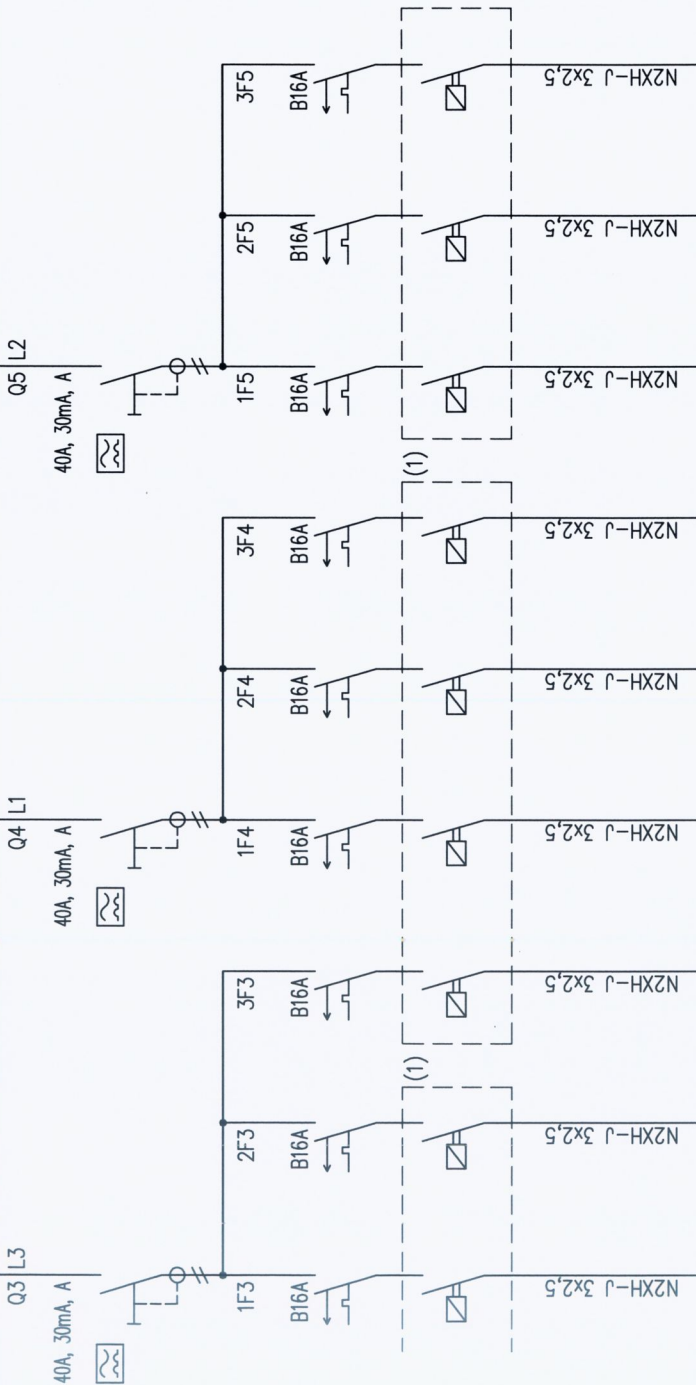 Q3 L3
40A, 30mA, A
1F3
B16A
N2XH-J 3x2,5
2F3
B16A
N2XH-J 3x2,5
3F3
B16A
N2XH-J 3x2,5
(1)
Q4 L1
40A, 30mA, A
1F4
B16A
N2XH-J 3x2,5
2F4
B16A
N2XH-J 3x2,5
3F4
B16A
N2XH-J 3x2,5
(1)
Q5 L2
40A, 30mA, A
1F5
B16A
N2XH-J 3x2,5
2F5
B16A
N2XH-J 3x2,5
3F5
B16A
N2XH-J 3x2,5